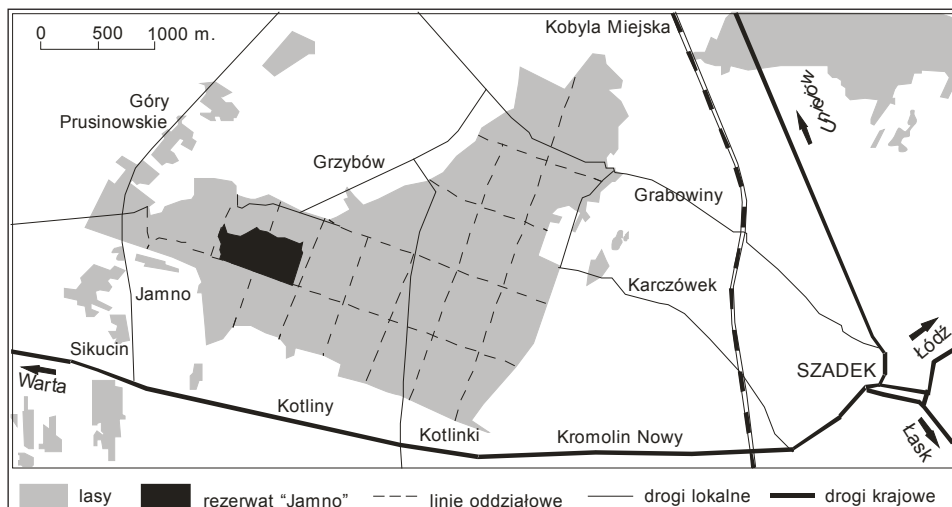 0 500 1000 m.
Kobyla Miejska
Uniejów
Góry
Prusinowskie
Grzybów
Grabowiny
Karczówek
Jamno
Sikucin
Warta
SZADEK
Łódź
Kotliny
Kotlinki
Kromolin Nowy
Łask
lasy rezerwat “Jamno” linie oddziałowe drogi lokalne drogi krajowe